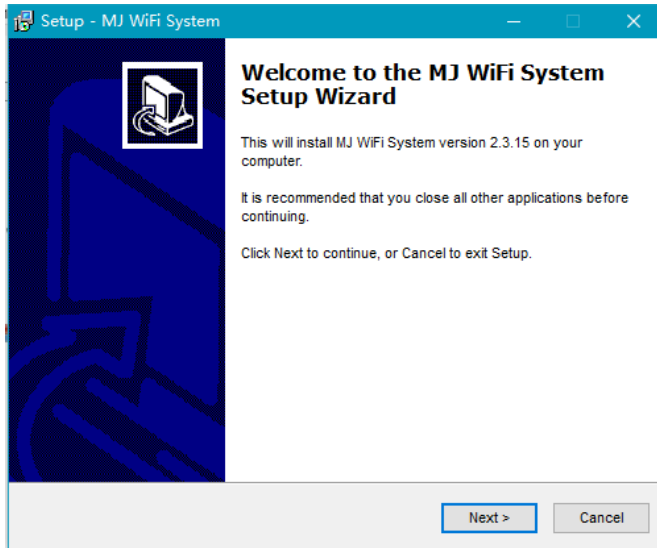 Setup - MJ WiFi System
Welcome to the MJ WiFi System
Setup Wizard
This will install MJ WiFi System version 2.3.15 on your
computer.
It is recommended that you close all other applications before
continuing.
Click Next to continue, or Cancel to exit Setup.
Next >
Cancel